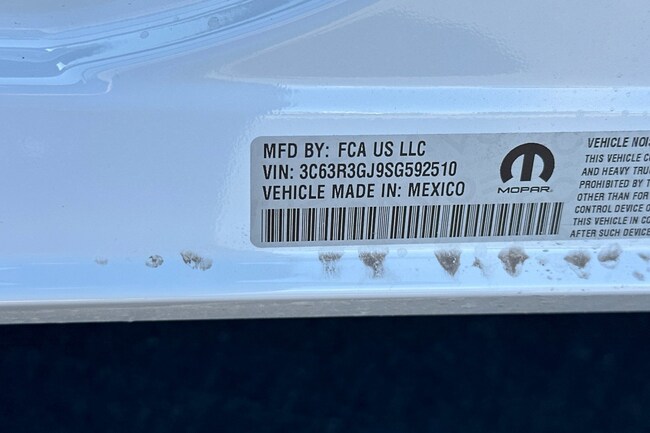 MFD BY: FCA US LLC
VIN: 3C63R3GJ9SG592510
VEHICLE MADE IN: MEXICO
MOPAR
VEHICLE NOI
THIS VEHICLE
AND HEAVY TRU
PROHIBITED BY
OTHER THAN FOR
CONTROL DEVICE
THIS VEHICLE IN
AFTER SUCH DEVICE